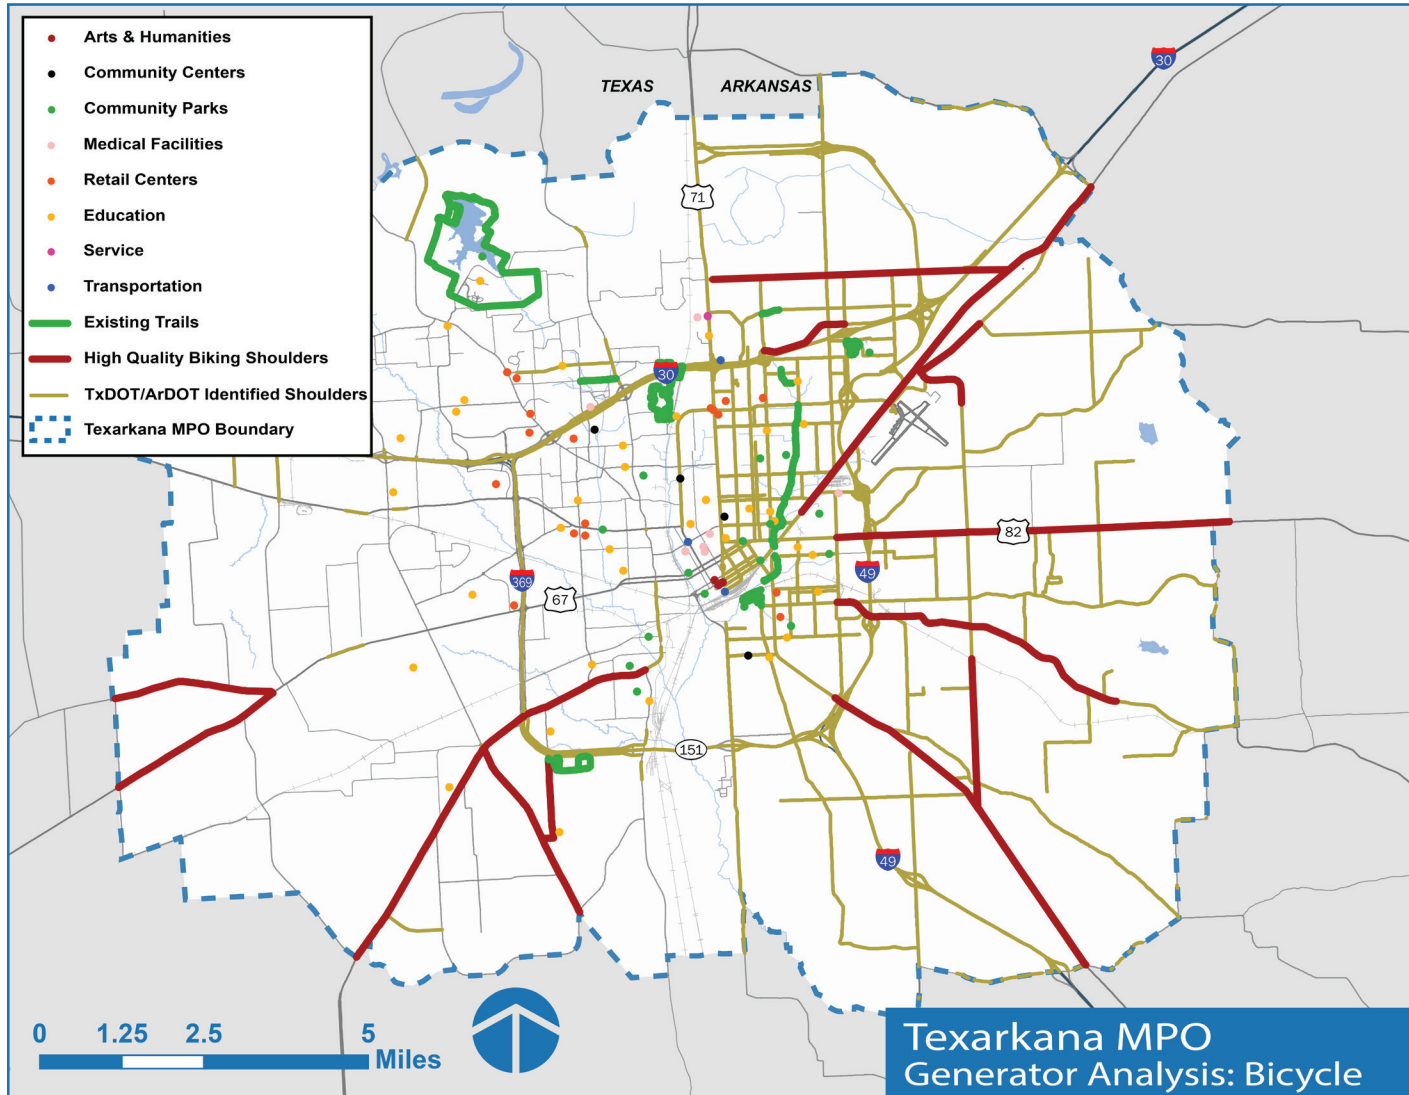 Arts & Humanities
Community Centers
Community Parks
Medical Facilities
Retail Centers
Education
Service
Transportation
Existing Trails
High Quality Biking Shoulders
TxDOT/ArDOT Identified Shoulders
Texarkana MPO Boundary
TEXAS ARKANSAS
30
71
30
82
49
369
67
151
49
0 1.25 2.5 5
Miles
Texarkana MPO
Generator Analysis: Bicycle